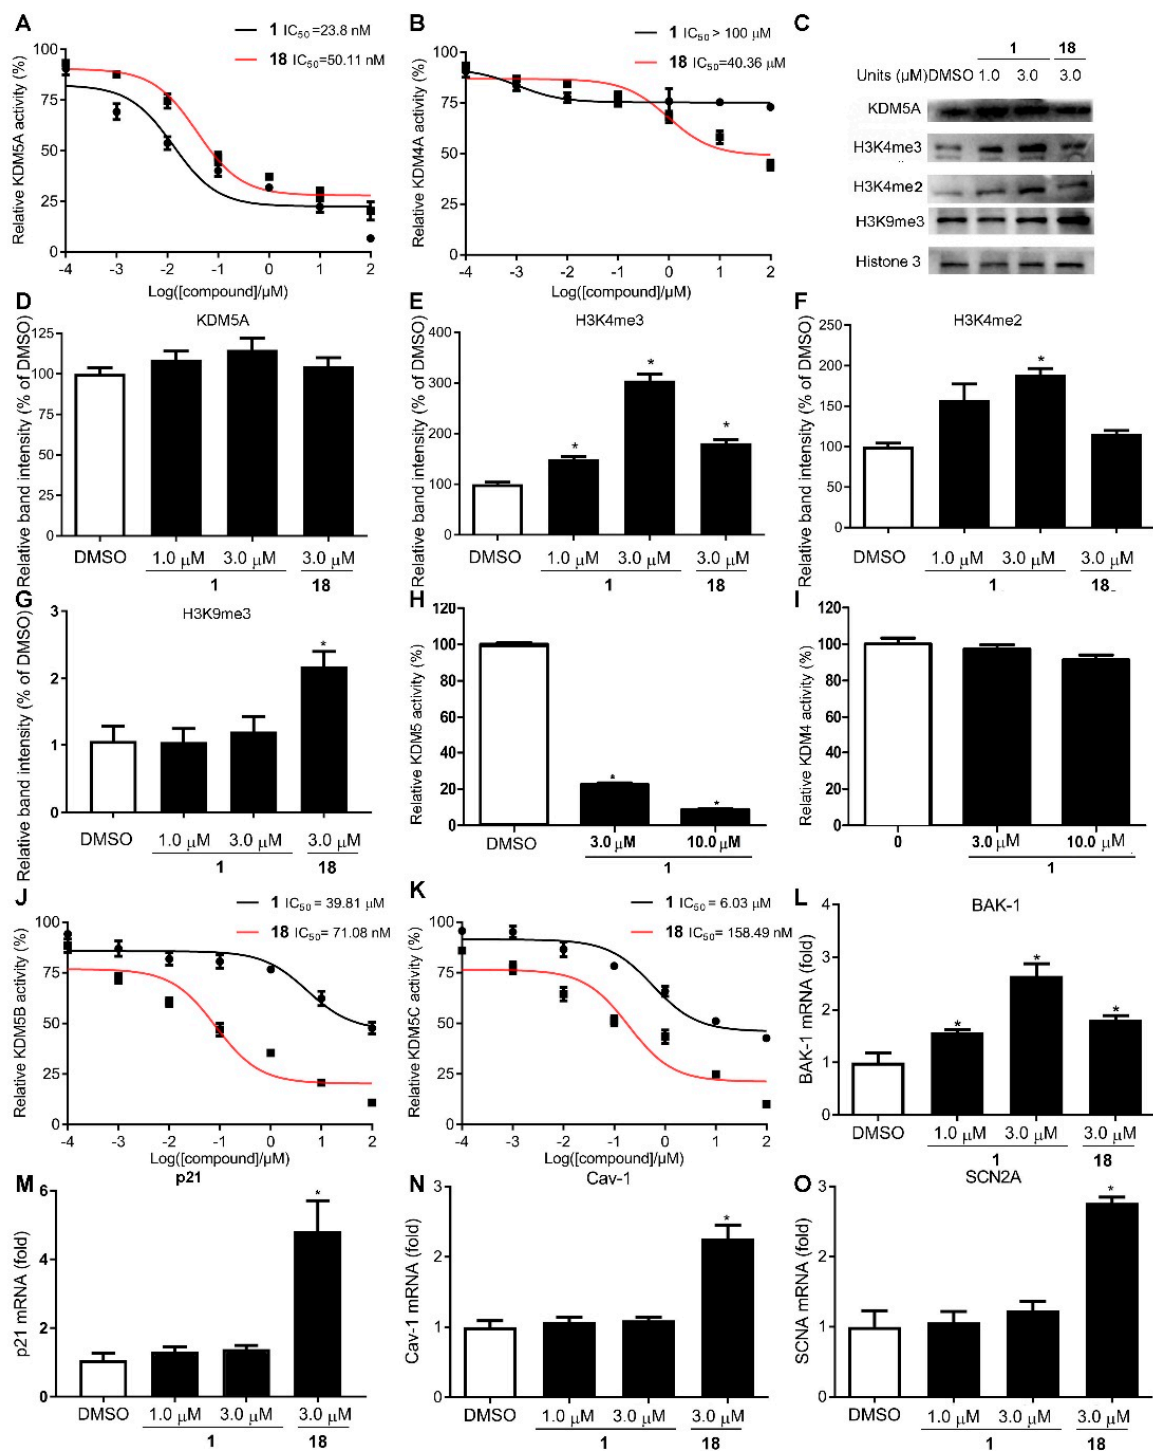 A
1 IC50 =23.8 nM
18 IC50=50.11 nM
Relative KDM5A activity (%)
100
75
50
25
0
-4 -3 -2 -1 0 1 2
Log([compound]/µM)
B
1 IC50 > 100 µM
18 IC50=40.36 µM
Relative KDM4A activity (%)
100
75
50
25
0
-4 -3 -2 -1 0 1 2
Log([compound]/µM)
C
1 18
Units (µM)DMSO 1.0 3.0 3.0
KDM5A
H3K4me3
H3K4me2
H3K9me3
Histone 3
D
KDM5A
Relative band intensity (% of DMSO)
125
100
75
50
25
0
DMSO 1.0 µM 3.0 µM 3.0 µM
1 18
E
H3K4me3
Relative band intensity (% of DMSO)
400
300
200
100
0
* * *
DMSO 1.0 µM 3.0 µM 3.0 µM
1 18
F
H3K4me2
Relative band intensity (% of DMSO)
250
200
150
100
50
0
*
DMSO 1.0 µM 3.0 µM 3.0 µM
1 18
G
H3K9me3
Relative band intensity (% of DMSO)
3
2
1
0
*
DMSO 1.0 µM 3.0 µM 3.0 µM
1 18
H
Relative KDM5 activity (%)
120
100
80
60
40
20
0
* *
DMSO 3.0 µM 10.0 µM
1
I
Relative KDM4 activity (%)
120
100
80
60
40
20
0
0 3.0 µM 10.0 µM
1
J
1 IC50 = 39.81 µM
18 IC50= 71.08 nM
Relative KDM5B activity (%)
100
75
50
25
0
-4 -3 -2 -1 0 1 2
Log([compound]/µM)
K
1 IC50 = 6.03 µM
18 IC50= 158.49 nM
Relative KDM5C activity (%)
100
75
50
25
0
-4 -3 -2 -1 0 1 2
Log([compound]/µM)
L
BAK-1
BAK-1 mRNA (fold)
4
3
2
1
0
* * *
DMSO 1.0 µM 3.0 µM 3.0 µM
1 18
M
p21
p21 mRNA (fold)
6
4
2
0
*
DMSO 1.0 µM 3.0 µM 3.0 µM
1 18
N
Cav-1
Cav-1 mRNA (fold)
3
2
1
0
*
DMSO 1.0 µM 3.0 µM 3.0 µM
1 18
O
SCN2A
SCNA mRNA (fold)
3
2
1
0
*
DMSO 1.0 µM 3.0 µM 3.0 µM
1 18